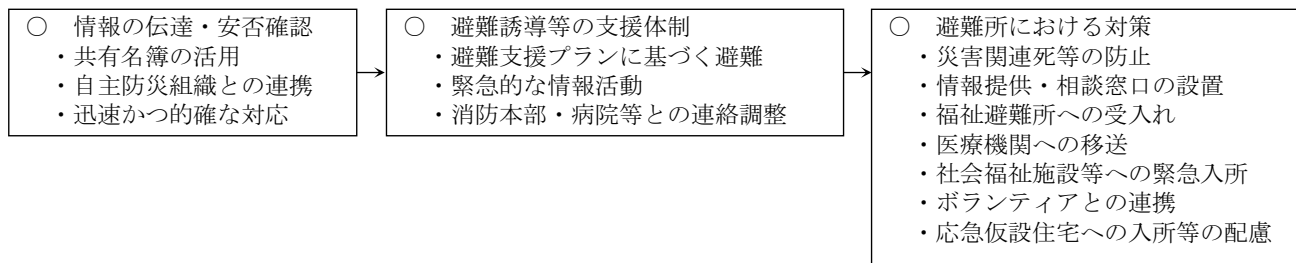 ○ 情報の伝達・安否確認
・共有名簿の活用
・自主防災組織との連携
・迅速かつ的確な対応
○ 避難誘導等の支援体制
・避難支援プランに基づく避難
・緊急的な情報活動
・消防本部・病院等との連絡調整
○ 避難所における対策
・災害関連死等の防止
・情報提供・相談窓口の設置
・福祉避難所への受入れ
・医療機関への移送
・社会福祉施設等への緊急入所
・ボランティアとの連携
・応急仮設住宅への入所等の配慮